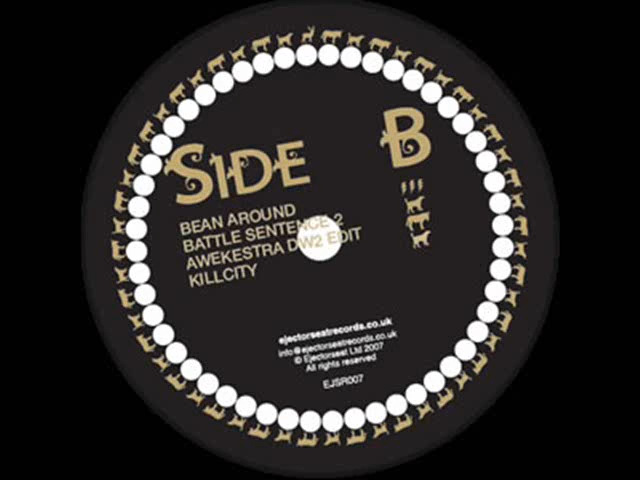 SIDE B
BEAN AROUND
BATTLE SENTENCE 2
AWEKESTRA DW2 EDIT
KILLCITY
ejectorseatrecords.co.uk
info@ejectorseatrecords.co.uk
© Ejectorseat Ltd 2007
All rights reserved
EJSR007